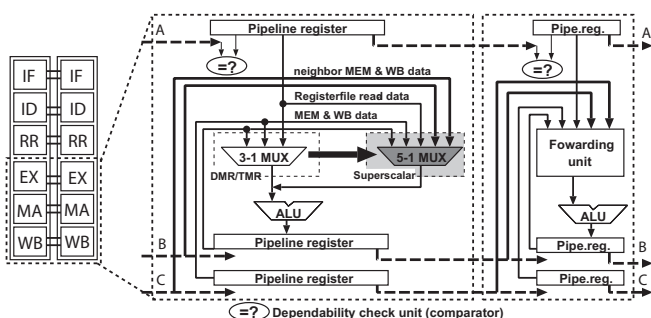 IF IF
ID ID
RR RR
EX EX
MA MA
WB WB
A
Pipeline register
=?
neighbor MEM & WB data
Registerfile read data
MEM & WB data
3-1 MUX
5-1 MUX
DMR/TMR
Superscalar
ALU
B
Pipeline register
C
Pipeline register
Pipe.reg.
A
=?
Fowarding
unit
ALU
Pipe.reg.
B
Pipe.reg.
C
=? Dependability check unit (comparator)